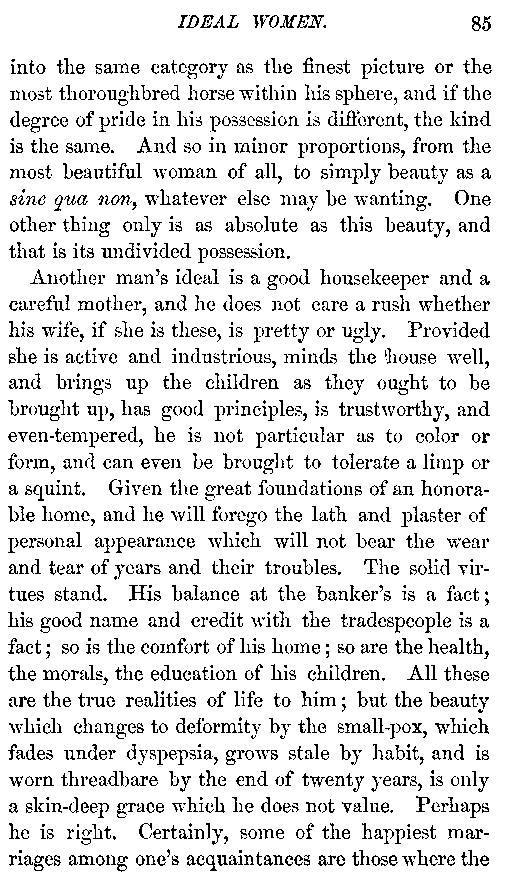 IDEAL WOMEN. 85
into the same category as the finest picture or the
most thoroughbred horse within his sphere, and if the
degree of pride in his possession is different, the kind
is the same. And so in minor proportions, from the
most beautiful woman of all, to simply beauty as a
sine qua non, whatever else may be wanting. One
other thing only is as absolute as this beauty, and
that is its undivided possession.
Another man's ideal is a good housekeeper and a
careful mother, and he does not care a rush whether
his wife, if she is these, is pretty or ugly. Provided
she is active and industrious, minds the house well,
and brings up the children as they ought to be
brought up, has good principles, is trustworthy, and
even-tempered, he is not particular as to color or
form, and can even be brought to tolerate a limp or
a squint. Given the great foundations of an honora-
ble home, and he will forego the lath and plaster of
personal appearance which will not bear the wear
and tear of years and their troubles. The solid vir-
tues stand. His balance at the banker's is a fact;
his good name and credit with the tradespeople is a
fact; so is the comfort of his home; so are the health,
the morals, the education of his children. All these
are the true realities of life to him; but the beauty
which changes to deformity by the small-pox, which
fades under dyspepsia, grows stale by habit, and is
worn threadbare by the end of twenty years, is only
a skin-deep grace which he does not value. Perhaps
he is right. Certainly, some of the happiest mar-
riages among one's acquaintances are those where the